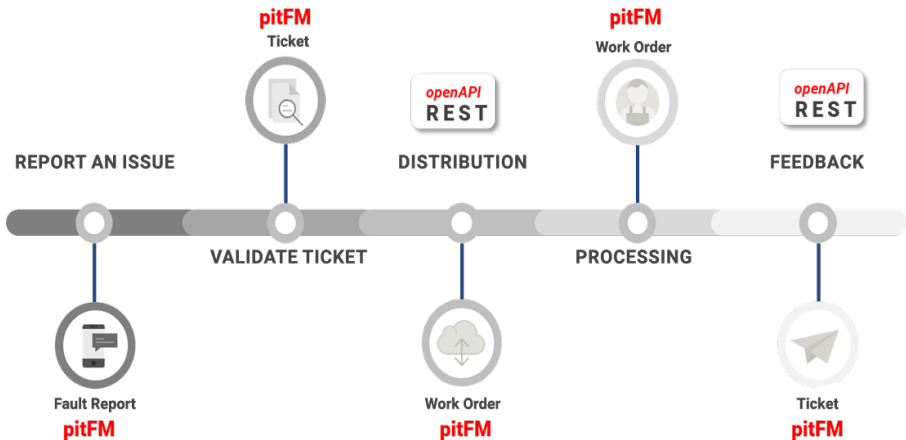 pitFM
Ticket
pitFM
Work Order
openAPI
REST
openAPI
REST
REPORT AN ISSUE
DISTRIBUTION
FEEDBACK
VALIDATE TICKET
PROCESSING
Fault Report
pitFM
Work Order
pitFM
Ticket
pitFM